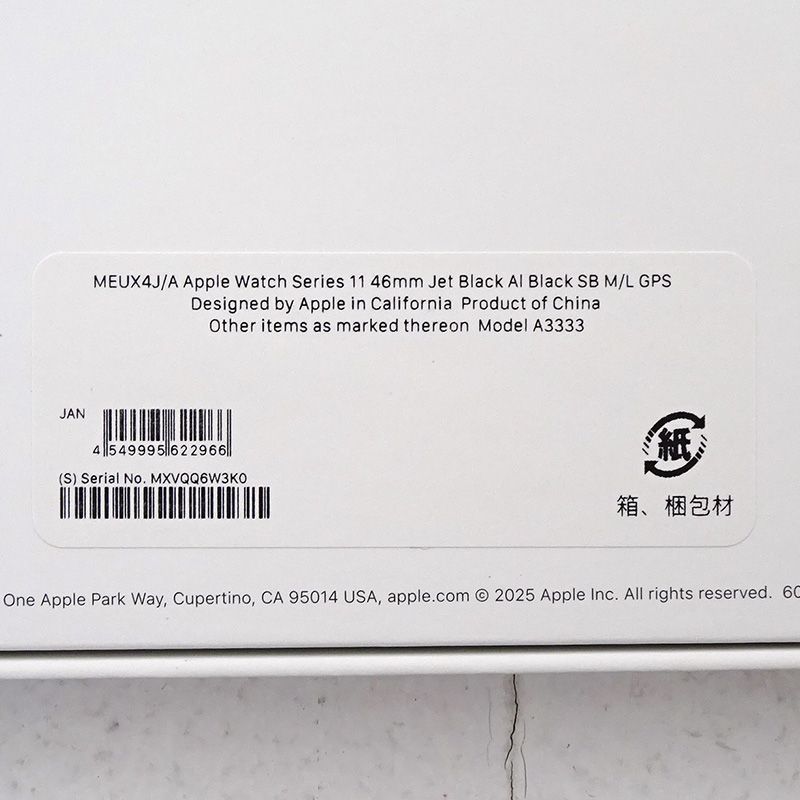 MEUX4J/A Apple Watch Series 11 46mm Jet Black Al Black SB M/L GPS
Designed by Apple in California Product of China
Other items as marked thereon Model A3333
JAN
4 549995 622966
(S) Serial No. MXVQQ6W3K0
紙
箱、梱包材
One Apple Park Way, Cupertino, CA 95014 USA, apple.com © 2025 Apple Inc. All rights reserved. 60